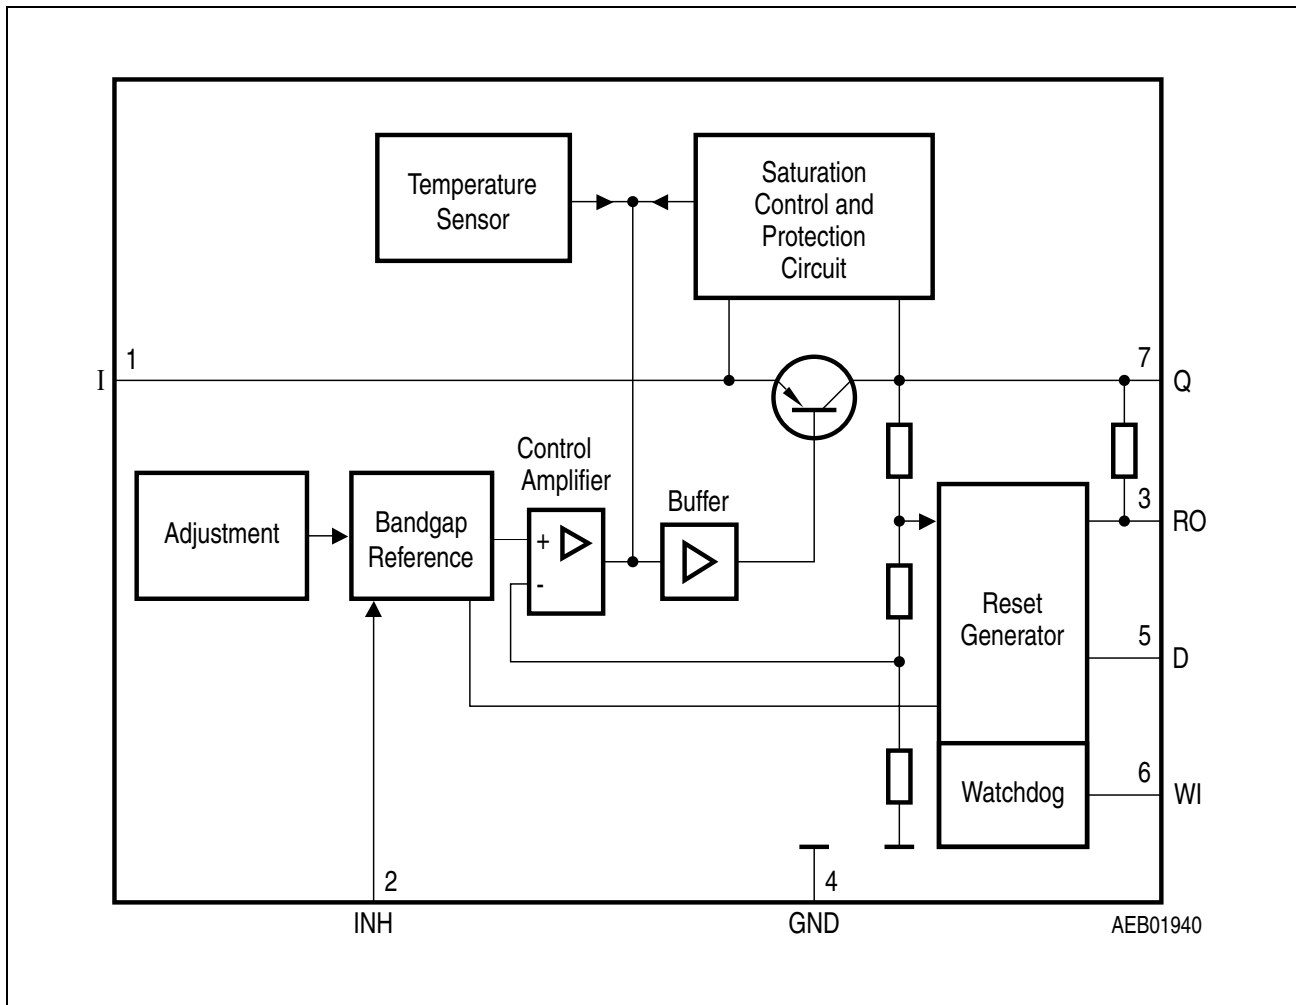 Temperature
Sensor
Saturation
Control and
Protection
Circuit
1
I
7
Q
Control
Amplifier
Buffer
Adjustment
Bandgap
Reference
+
-
3
RO
Reset
Generator
5
D
Watchdog
6
WI
2
INH
4
GND
AEB01940